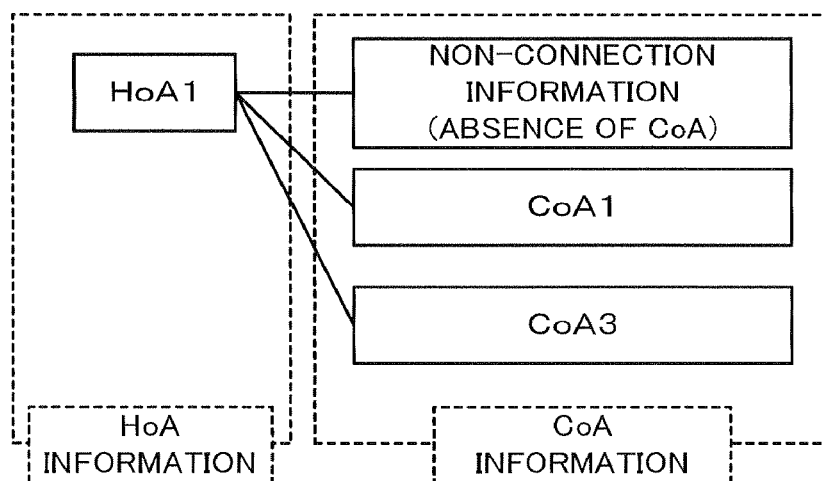 HoA1
NON-CONNECTION
INFORMATION
(ABSENCE OF CoA)
CoA1
CoA3
HoA
INFORMATION
CoA
INFORMATION